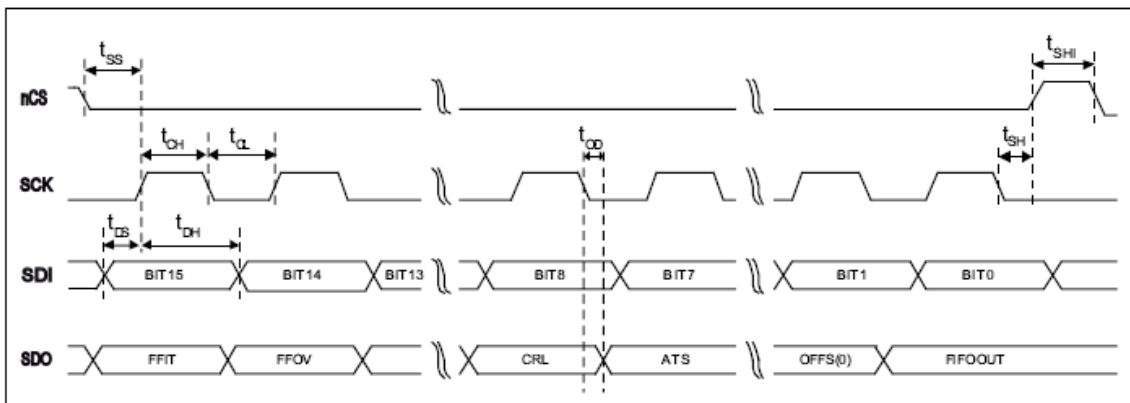 tSS
tSHI
nCS
tCH
tCL
tOD
tSH
SCK
tDS
tDH
SDI
BIT15
BIT14
BIT13
BIT8
BIT7
BIT1
BIT0
SDO
FFIT
FFOV
CRL
ATS
OFFS(0)
FIFOOUT